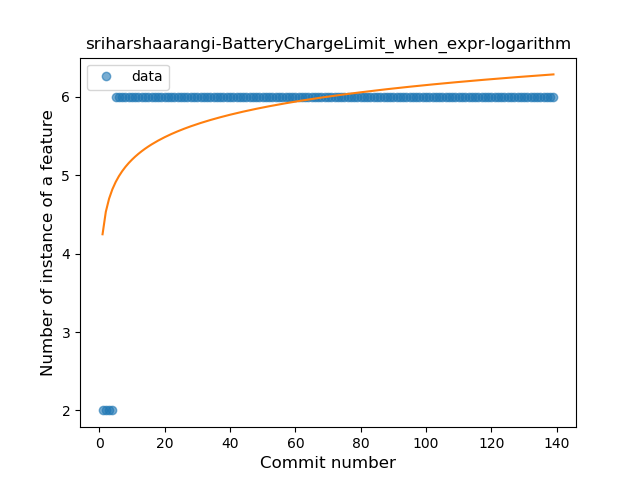 sriharshaarangi-BatteryChargeLimit_when_expr-logarithm
data
Number of instance of a feature
6
5
4
3
2
0 20 40 60 80 100 120 140
Commit number